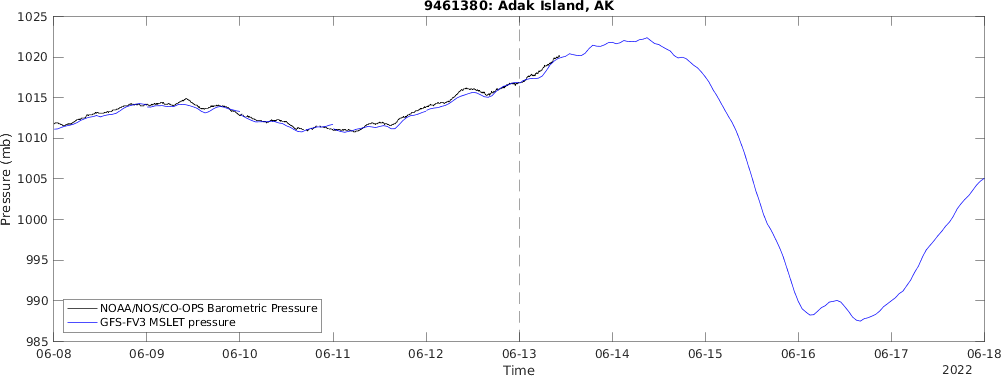 9461380: Adak Island, AK
1025
1020
1015
1010
1005
1000
995
990
985
Pressure (mb)
NOAA/NOS/CO-OPS Barometric Pressure
GFS-FV3 MSLET pressure
06-08 06-09 06-10 06-11 06-12 06-13 06-14 06-15 06-16 06-17 06-18
Time
2022